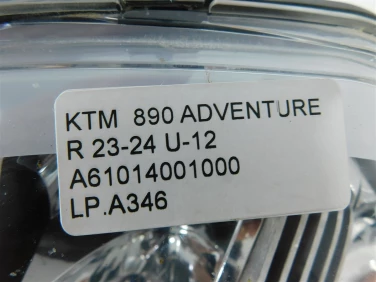 KTM 890 ADVENTURE
R 23-24 U-12
A61014001000
LP.A346